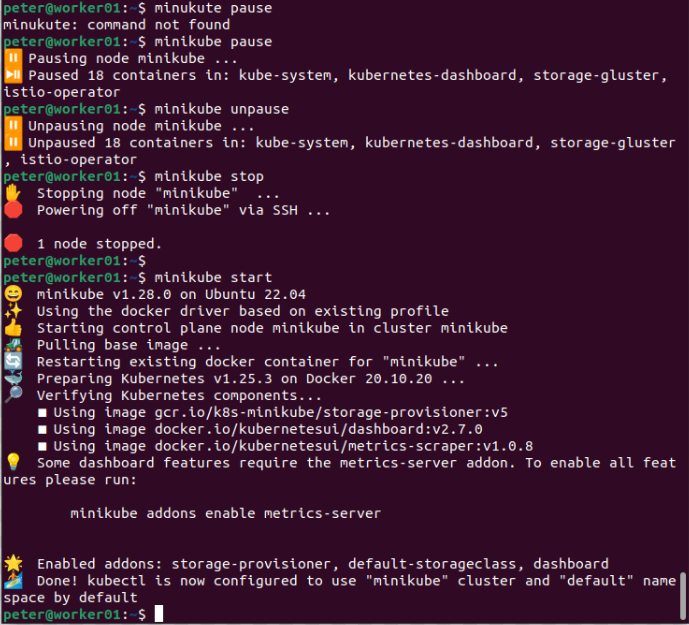 peter@worker01:~$ minukute pause
minukute: command not found
peter@worker01:~$ minikube pause
Pausing node minikube ...
Paused 18 containers in: kube-system, kubernetes-dashboard, storage-gluster,
istio-operator
peter@worker01:~$ minikube unpause
Unpausing node minikube ...
Unpaused 18 containers in: kube-system, kubernetes-dashboard, storage-gluster
, istio-operator
peter@worker01:~$ minikube stop
Stopping node "minikube"  ...
Powering off "minikube" via SSH ...
1 node stopped.
peter@worker01:~$
peter@worker01:~$ minikube start
minikube v1.28.0 on Ubuntu 22.04
Using the docker driver based on existing profile
Starting control plane node minikube in cluster minikube
Pulling base image ...
Restarting existing docker container for "minikube" ...
Preparing Kubernetes v1.25.3 on Docker 20.10.20 ...
Verifying Kubernetes components...
Using image gcr.io/k8s-minikube/storage-provisioner:v5
Using image docker.io/kubernetesui/dashboard:v2.7.0
Using image docker.io/kubernetesui/metrics-scraper:v1.0.8
Some dashboard features require the metrics-server addon. To enable all feat
ures please run:
minikube addons enable metrics-server
Enabled addons: storage-provisioner, default-storageclass, dashboard
Done! kubectl is now configured to use "minikube" cluster and "default" name
space by default
peter@worker01:~$